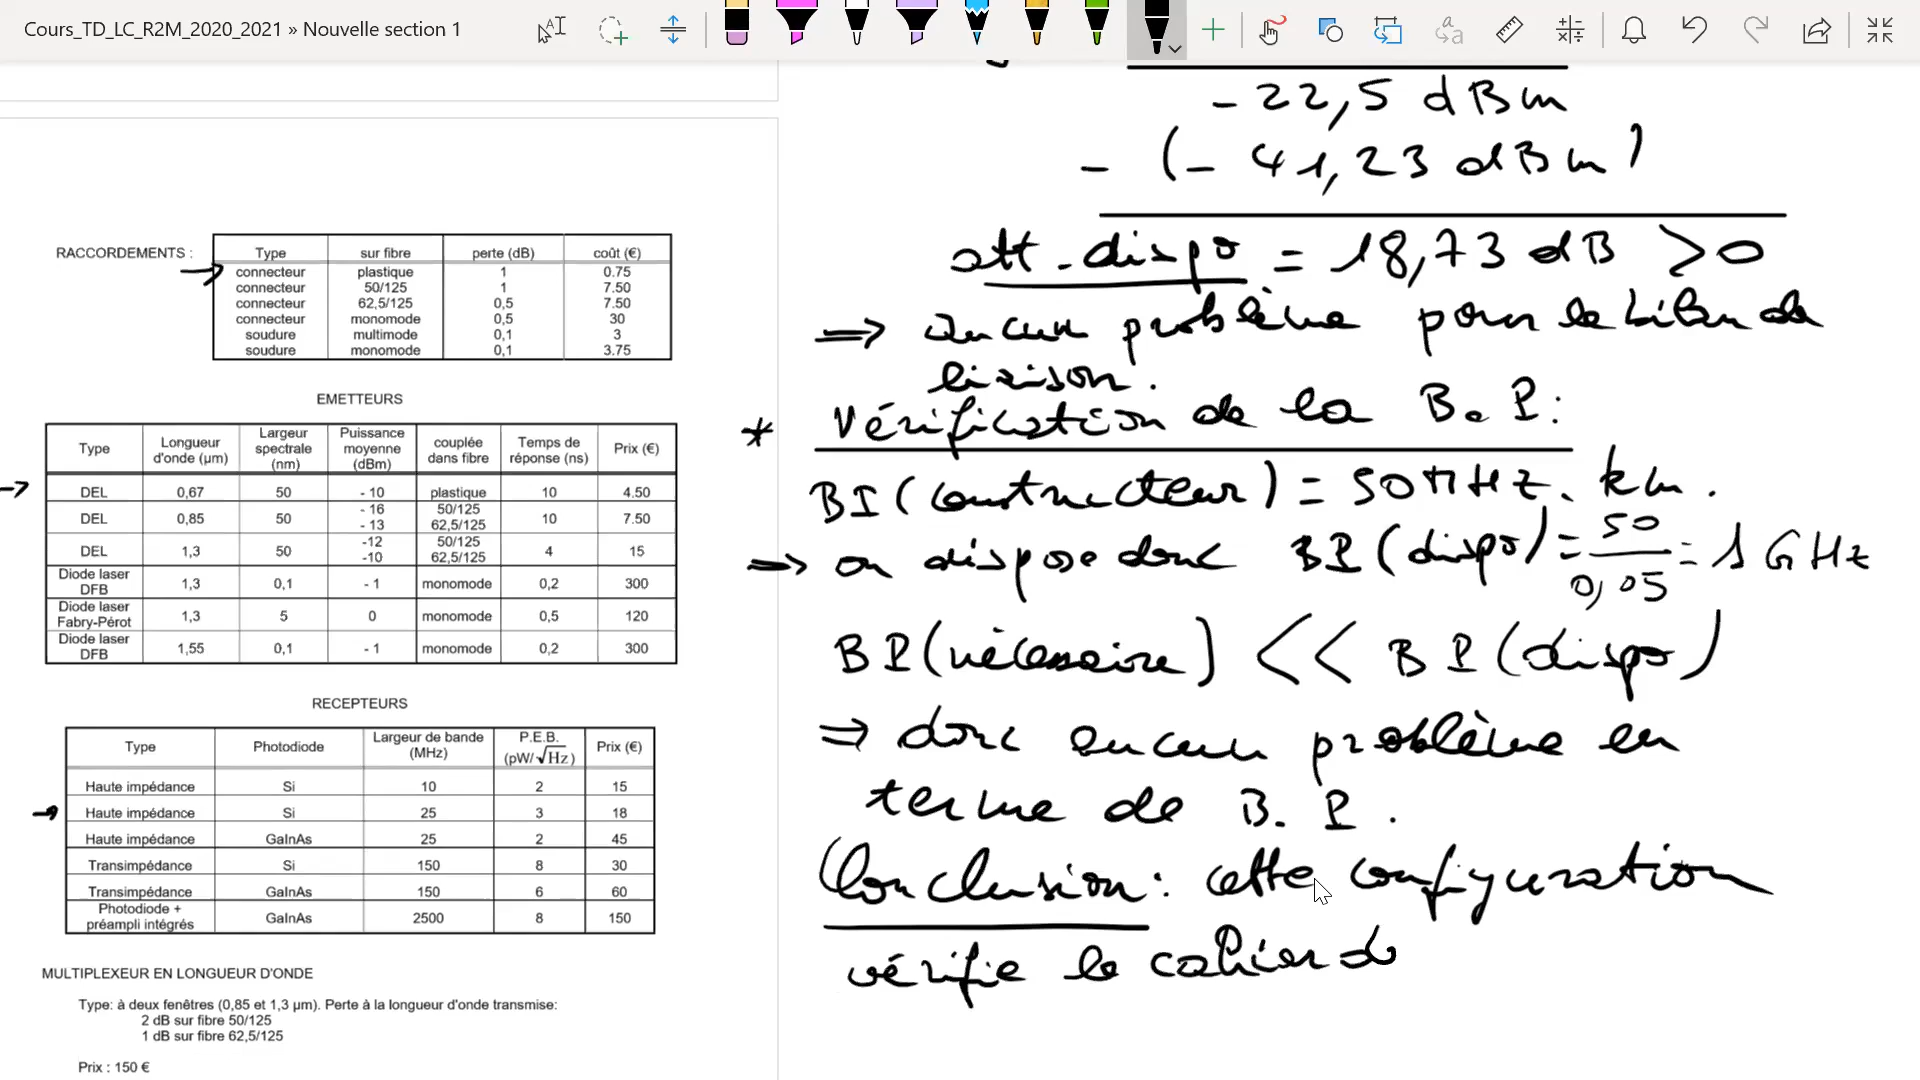 Cours_TD_LC_R2M_2020_2021 » Nouvelle section 1
RACCORDEMENTS :
Type sur fibre perte (dB) coût (€)
connecteur plastique 1 0.75
connecteur 50/125 1 7.50
connecteur 62,5/125 0,5 7.50
connecteur monomode 0,5 30
soudure multimode 0,1 3
soudure monomode 0,1 3.75
EMETTEURS
Type Longueur d'onde (µm) Largeur spectrale (nm) Puissance moyenne (dBm) couplée dans fibre Temps de réponse (ns) Prix (€)
DEL 0,67 50 - 10 plastique 10 4.50
DEL 0,85 50 - 16 - 13 50/125 62,5/125 10 7.50
DEL 1,3 50 -12 -10 50/125 62,5/125 4 15
Diode laser DFB 1,3 0,1 - 1 monomode 0,2 300
Diode laser Fabry-Pérot 1,3 5 0 monomode 0,5 120
Diode laser DFB 1,55 0,1 - 1 monomode 0,2 300
RECEPTEURS
Type Photodiode Largeur de bande (MHz) P.E.B. (pW/√Hz) Prix (€)
Haute impédance Si 10 2 15
Haute impédance Si 25 3 18
Haute impédance GaInAs 25 2 45
Transimpédance Si 150 8 30
Transimpédance GaInAs 150 6 60
Photodiode + préampli intégrés GaInAs 2500 8 150
MULTIPLEXEUR EN LONGUEUR D'ONDE
Type: à deux fenêtres (0,85 et 1,3 µm). Perte à la longueur d'onde transmise:
2 dB sur fibre 50/125
1 dB sur fibre 62,5/125
Prix : 150 €
- 22,5 dBm
- (- 41,23 dBm)
att. dispo = 18,73 dB > 0
=> aucun problème pour le bilan de
liaison.
* Vérification de la B.P:
BP (constructeur) = 50 MHz.km.
=> on dispose donc BP (dispo) = 50/0,05 = 1 GHz
BP (nécessaire) << BP (dispo)
=> donc aucun problème en
terme de B.P.
Conclusion : cette configuration
vérifie le cahier d